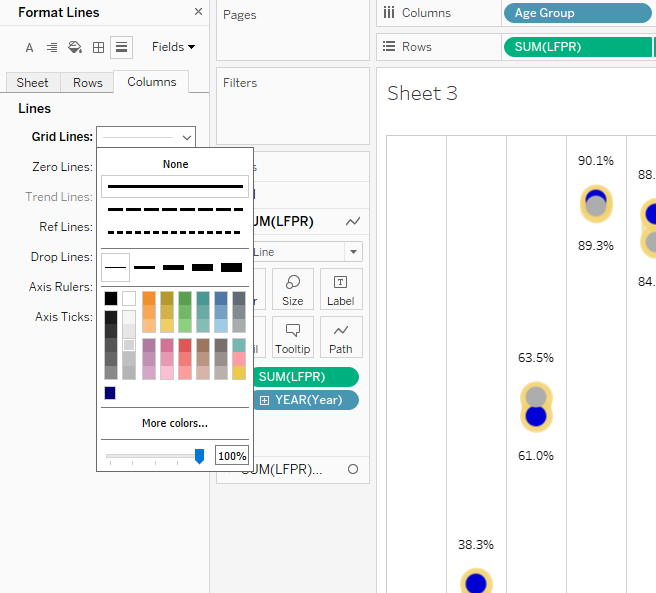 Format Lines
A
Fields
Sheet
Rows
Columns
Lines
Grid Lines:
Zero Lines:
Trend Lines:
Ref Lines:
Drop Lines:
Axis Rulers:
Axis Ticks:
None
More colors...
100%
Pages
Filters
SUM(LFPR)
Line
Size
T
Label
Tooltip
Path
SUM(LFPR)
YEAR(Year)
SUM(LFPR)...
Columns
Age Group
Rows
SUM(LFPR)
Sheet 3
90.1%
88.
89.3%
84.
63.5%
61.0%
38.3%